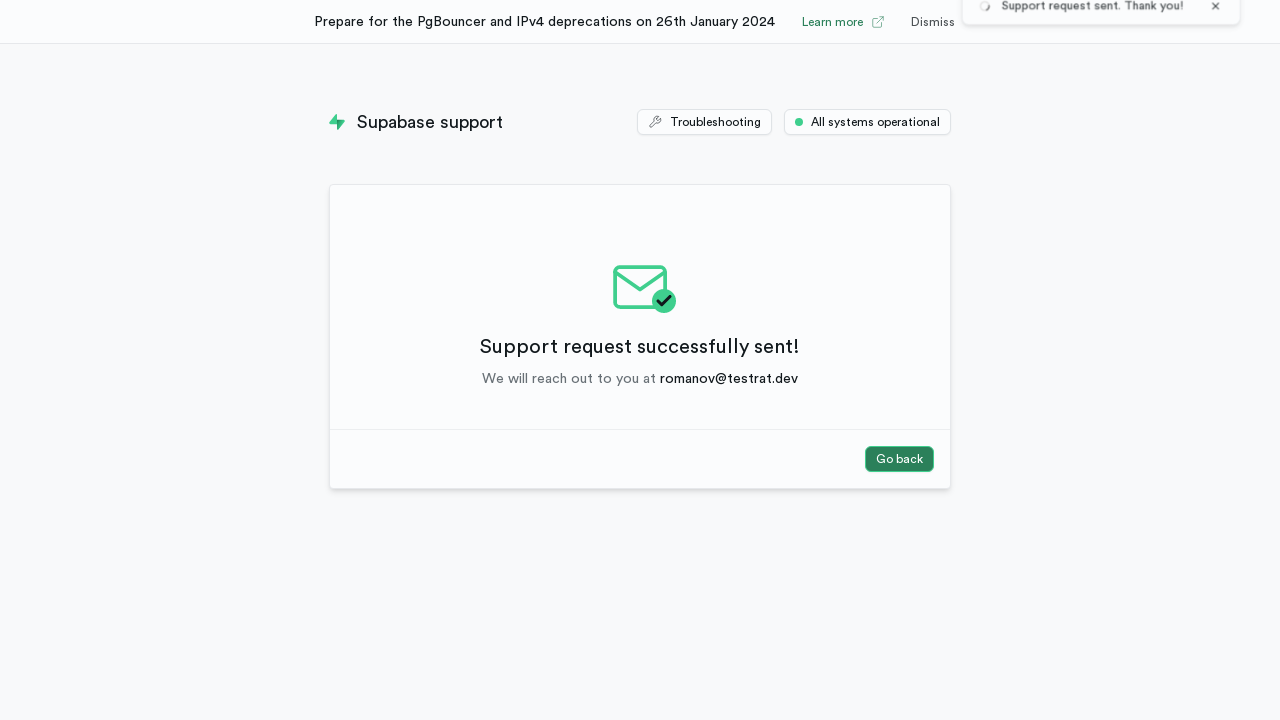 Prepare for the PgBouncer and IPv4 deprecations on 26th January 2024
Learn more
Dismiss
Support request sent. Thank you!
Supabase support
Troubleshooting
All systems operational
Support request successfully sent!
We will reach out to you at romanov@testrat.dev
Go back